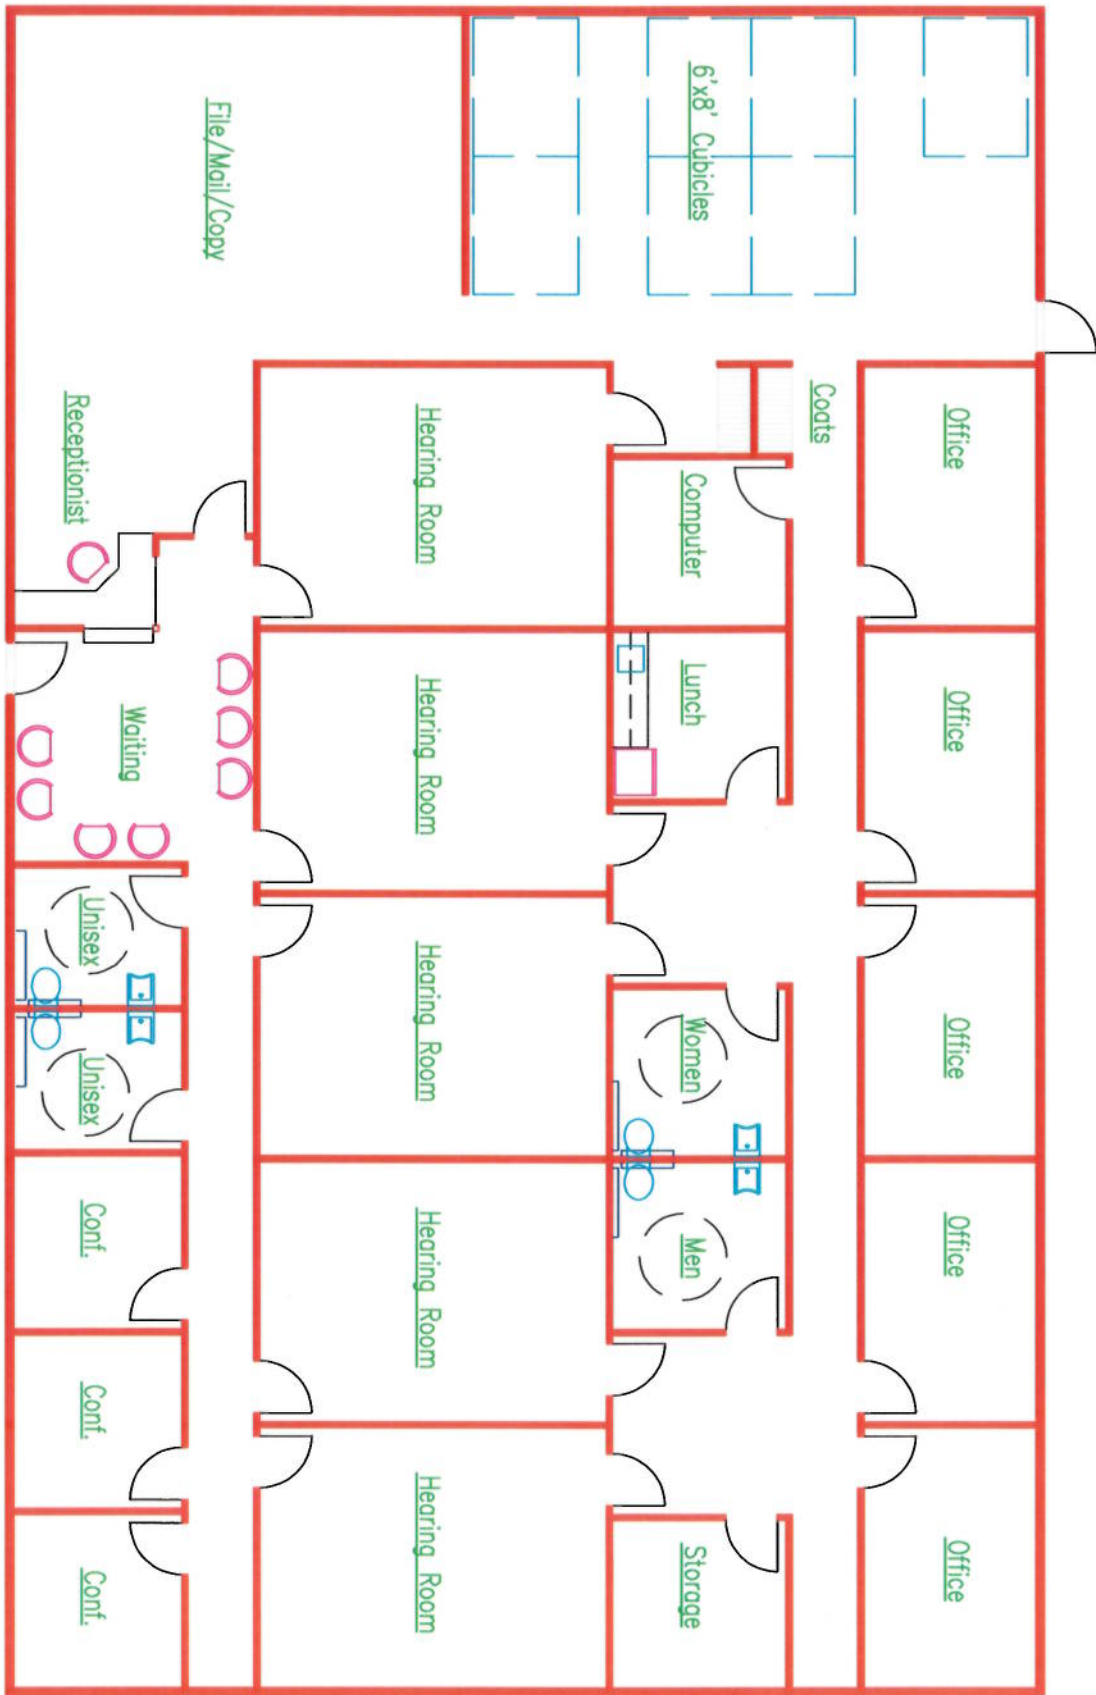 Office
Office
Office
Office
Office
Coats
6'x8' Cubicles
Computer
Lunch
Women
Men
Storage
Hearing Room
Hearing Room
Hearing Room
Hearing Room
Hearing Room
File/Mail/Copy
Waiting
Receptionist
Unisex
Unisex
Conf.
Conf.
Conf.